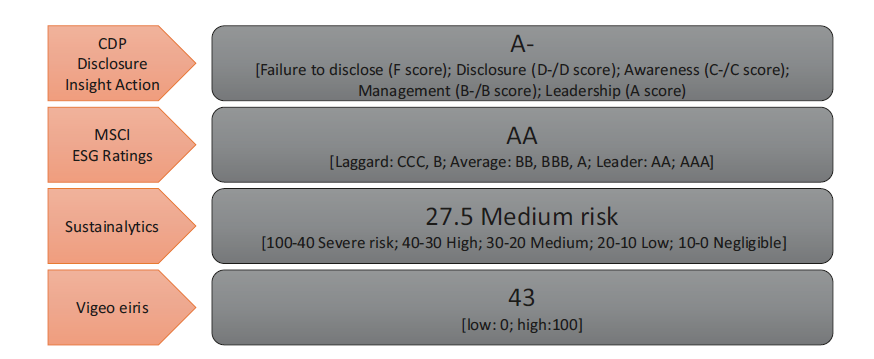 CDP
Disclosure
Insight Action
A-
[Failure to disclose (F score); Disclosure (D-/D score); Awareness (C-/C score);
Management (B-/B score); Leadership (A score)
MSCI
ESG Ratings
AA
[Laggard: CCC, B; Average: BB, BBB, A; Leader: AA; AAA]
Sustainalytics
27.5 Medium risk
[100-40 Severe risk; 40-30 High; 30-20 Medium; 20-10 Low; 10-0 Negligible]
Vigeo eiris
43
[low: 0; high:100]